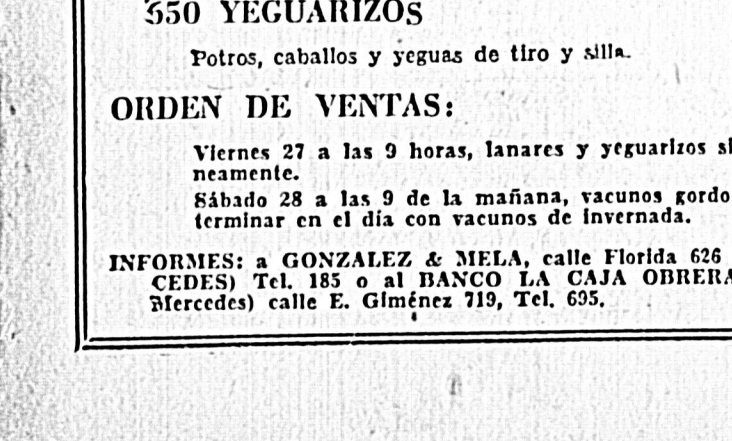 350 YEGUARIZOS
Potros, caballos y yeguas de tiro y silla.
ORDEN DE VENTAS:
Viernes 27 a las 9 horas, lanares y yeguarizos si
neamente.
Sábado 28 a las 9 de la mañana, vacunos gordo
terminar en el día con vacunos de invernada.
INFORMES: a GONZALEZ & MELA, calle Florida 626
CEDES) Tel. 185 o al BANCO LA CAJA OBRERA
Mercedes) calle E. Giménez 719, Tel. 695.